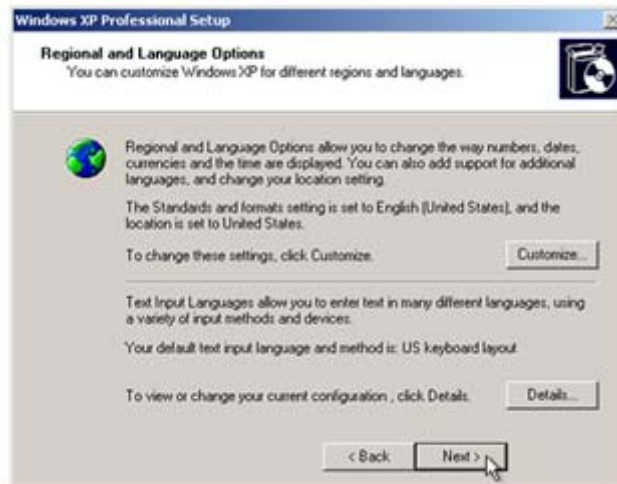 Windows XP Professional Setup
Regional and Language Options
You can customize Windows XP for different regions and languages.
Regional and Language Options allow you to change the way numbers, dates,
currencies and the time are displayed. You can also add support for additional
languages, and change your location setting.
The Standards and formats setting is set to English (United States), and the
location is set to United States.
To change these settings, click Customize.
Customize...
Text Input Languages allow you to enter text in many different languages, using
a variety of input methods and devices.
Your default text input language and method is: US keyboard layout
To view or change your current configuration , click Details.
Details...
< Back
Next >